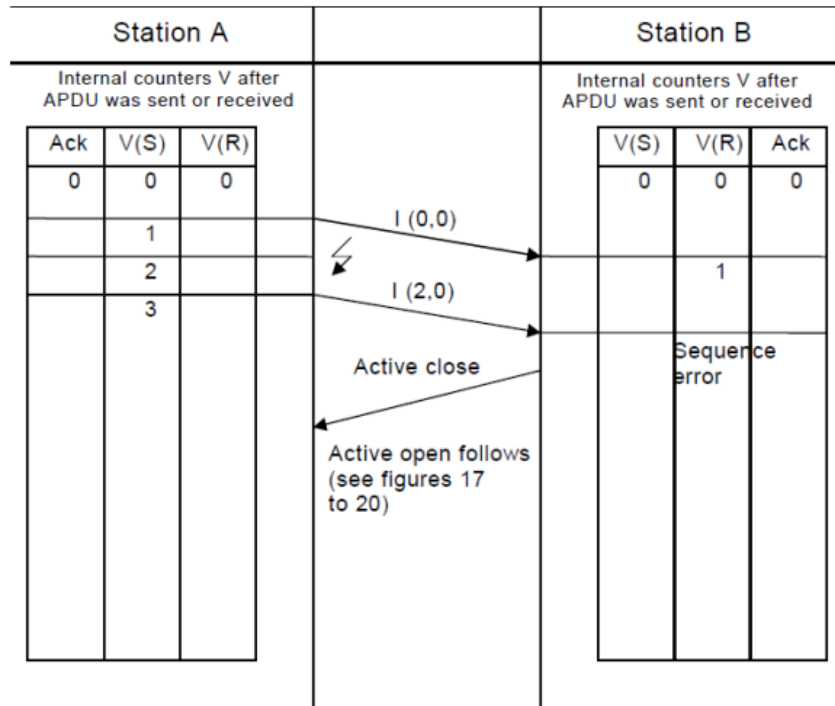 Station A
Station B
Internal counters V after
APDU was sent or received
Internal counters V after
APDU was sent or received
Ack V(S) V(R)
V(S) V(R) Ack
0 0 0
0 0 0
I (0,0)
1
2
1
I (2,0)
3
Sequence
error
Active close
Active open follows
(see figures 17
to 20)